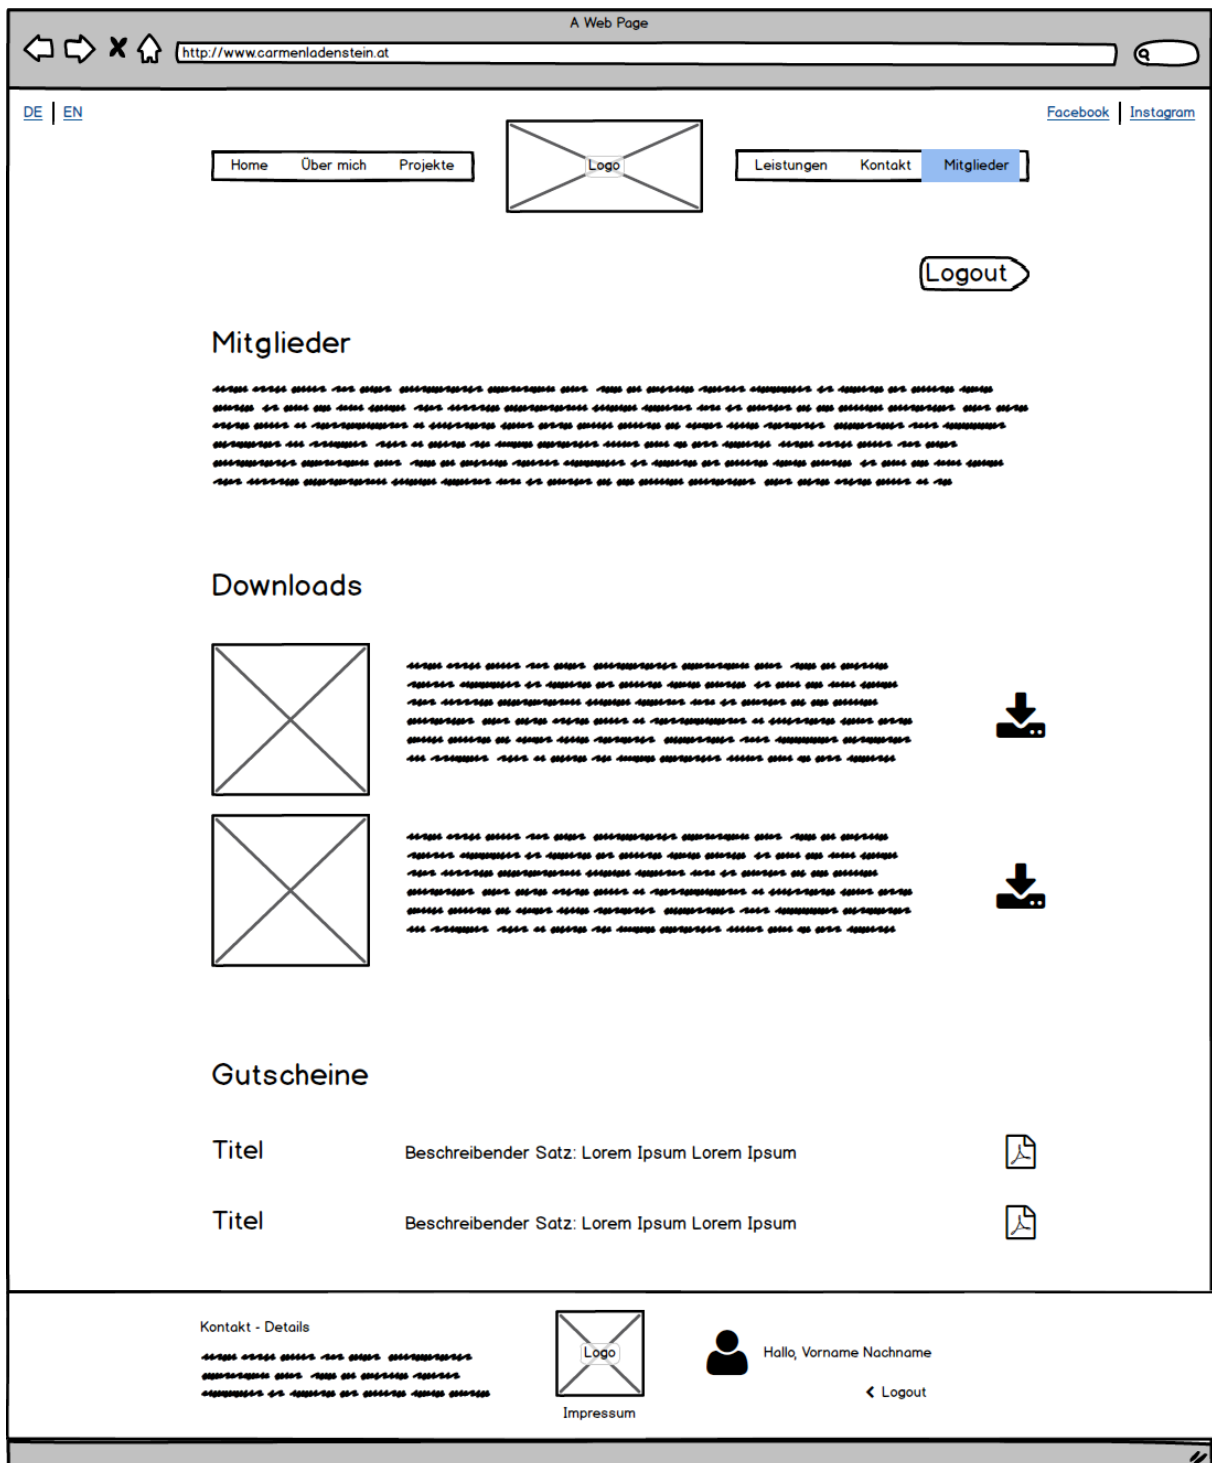 A Web Page
http://www.carmenladenstein.at
DE | EN
Facebook | Instagram
Home Über mich Projekte
Logo
Leistungen Kontakt Mitglieder
Logout
Mitglieder
Downloads
Gutscheine
Titel Beschreibender Satz: Lorem Ipsum Lorem Ipsum
Titel Beschreibender Satz: Lorem Ipsum Lorem Ipsum
Kontakt - Details
Logo
Impressum
Hallo, Vorname Nachname
Logout